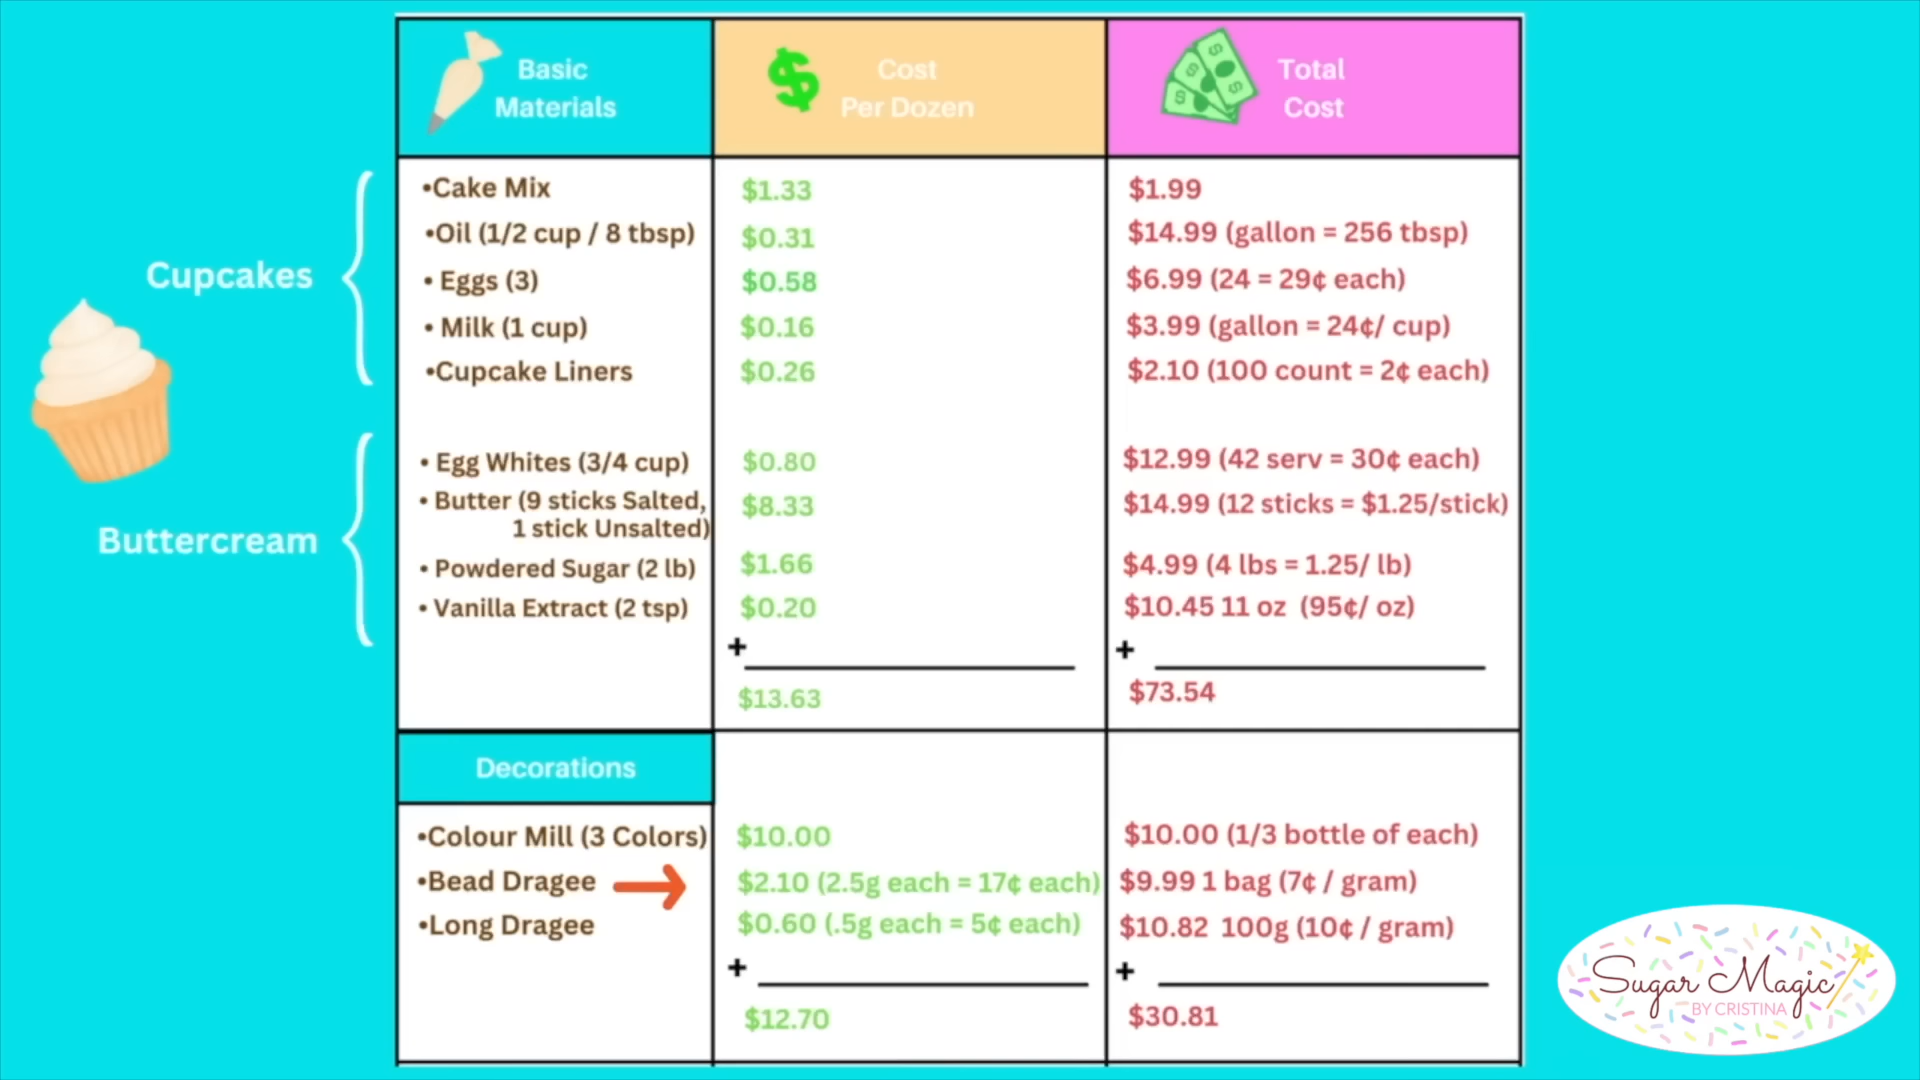 Basic
Materials
$
Cost
Per Dozen
Total
Cost
Cupcakes
•Cake Mix
$1.33
$1.99
•Oil (1/2 cup / 8 tbsp)
$0.31
$14.99 (gallon = 256 tbsp)
• Eggs (3)
$0.58
$6.99 (24 = 29¢ each)
• Milk (1 cup)
$0.16
$3.99 (gallon = 24¢/ cup)
•Cupcake Liners
$0.26
$2.10 (100 count = 2¢ each)
Buttercream
• Egg Whites (3/4 cup)
$0.80
$12.99 (42 serv = 30¢ each)
• Butter (9 sticks Salted,
1 stick Unsalted)
$8.33
$14.99 (12 sticks = $1.25/stick)
• Powdered Sugar (2 lb)
$1.66
$4.99 (4 lbs = 1.25/ lb)
• Vanilla Extract (2 tsp)
$0.20
$10.45 11 oz (95¢/ oz)
+
+
$13.63
$73.54
Decorations
•Colour Mill (3 Colors)
$10.00
$10.00 (1/3 bottle of each)
•Bead Dragee
$2.10 (2.5g each = 17¢ each)
$9.99 1 bag (7¢ / gram)
•Long Dragee
$0.60 (.5g each = 5¢ each)
$10.82 100g (10¢ / gram)
+
+
$12.70
$30.81
Sugar Magic
BY CRISTINA